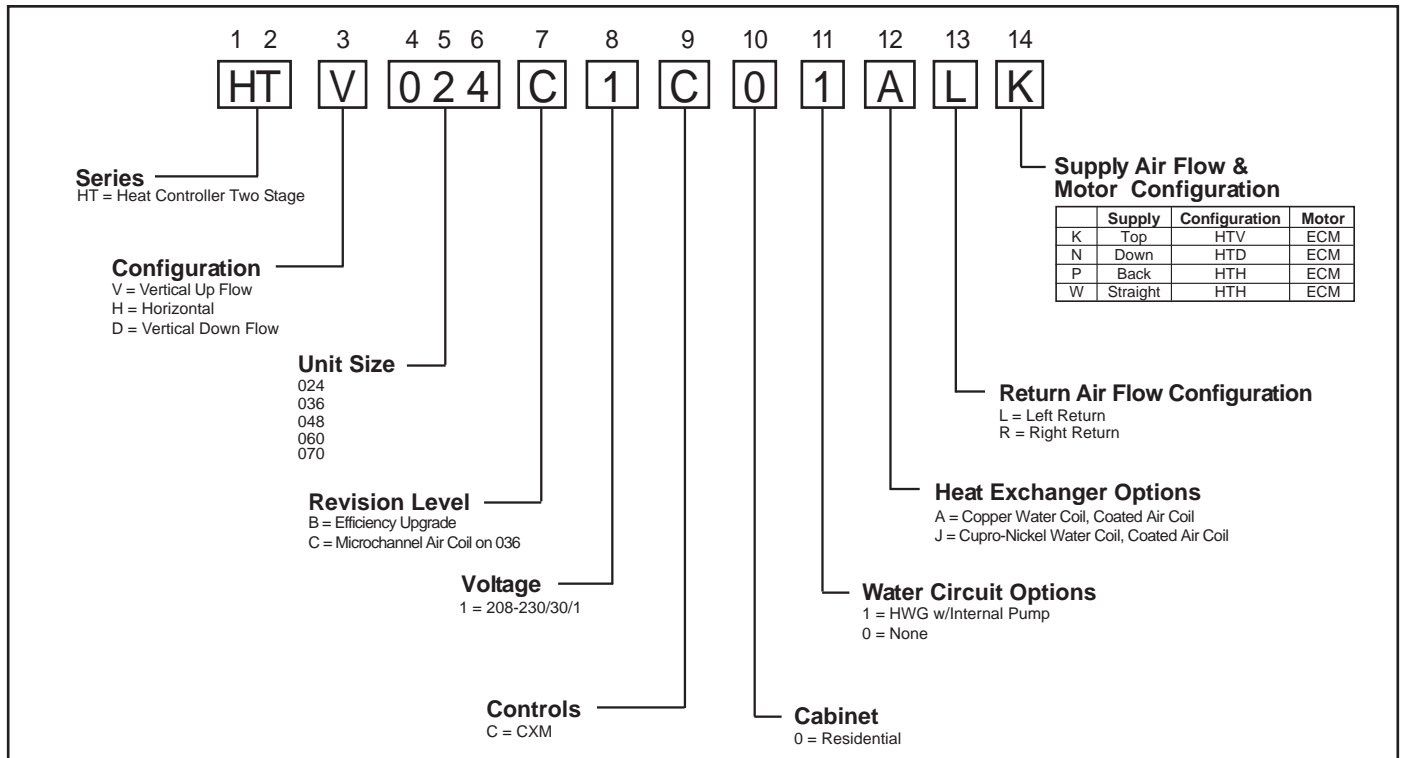 1 2 3 4 5 6 7 8 9 10 11 12 13 14
HT V 0 2 4 C 1 C 0 1 A L K
Series
HT = Heat Controller Two Stage
Configuration
V = Vertical Up Flow
H = Horizontal
D = Vertical Down Flow
Unit Size
024
036
048
060
070
Revision Level
B = Efficiency Upgrade
C = Microchannel Air Coil on 036
Voltage
1 = 208-230/30/1
Controls
C = CXM
Cabinet
0 = Residential
Water Circuit Options
1 = HWG w/Internal Pump
0 = None
Heat Exchanger Options
A = Copper Water Coil, Coated Air Coil
J = Cupro-Nickel Water Coil, Coated Air Coil
Return Air Flow Configuration
L = Left Return
R = Right Return
Supply Air Flow &
Motor Configuration
Supply Configuration Motor
K Top HTV ECM
N Down HTD ECM
P Back HTH ECM
W Straight HTH ECM